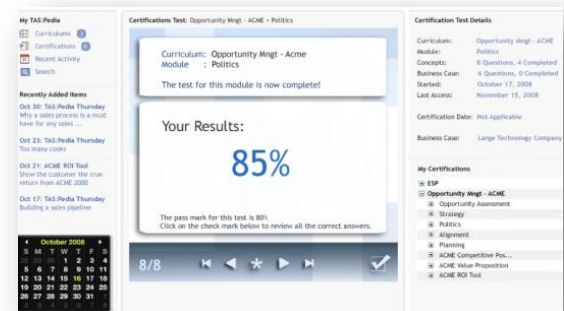 My TAS:Pedia
Curriculums
Certifications
Recent Activity
Search
Recently Added Items
Oct 30: TAS:Pedia Thursday
Why a sales process is a must
have for any sales ...
Oct 23: TAS:Pedia Thursday
Too many cooks
Oct 21: ACME ROI Tool
Show the customer the true
return from ACME 2000
Oct 17: TAS:Pedia Thursday
Building a sales pipeline
October 2008
S M T W T F S
1 2 3 4
5 6 7 8 9 10 11
12 13 14 15 16 17 18
19 20 21 22 23 24 25
26 27 28 29 30 31
Certifications Test: Opportunity Mngt - ACME > Politics
Curriculum: Opportunity Mngt - Acme
Module : Politics
The test for this module is now complete!
Your Results:
85%
The pass mark for this test is 80%
Click on the check mark below to review all the correct answers.
8/8
Certification Test Details
Curriculum: Opportunity Mngt - ACME
Module: Politics
Concepts: 8 Questions, 4 Completed
Business Case: 6 Questions, 0 Completed
Started: October 17, 2008
Last Access: November 15, 2008
Certification Date: Not Applicable
Business Case: Large Technology Company
My Certifications
ESP
Opportunity Mngt - ACME
Opportunity Assessment
Strategy
Politics
Alignment
Planning
ACME Competitive Pos...
ACME Value Proposition
ACME ROI Tool